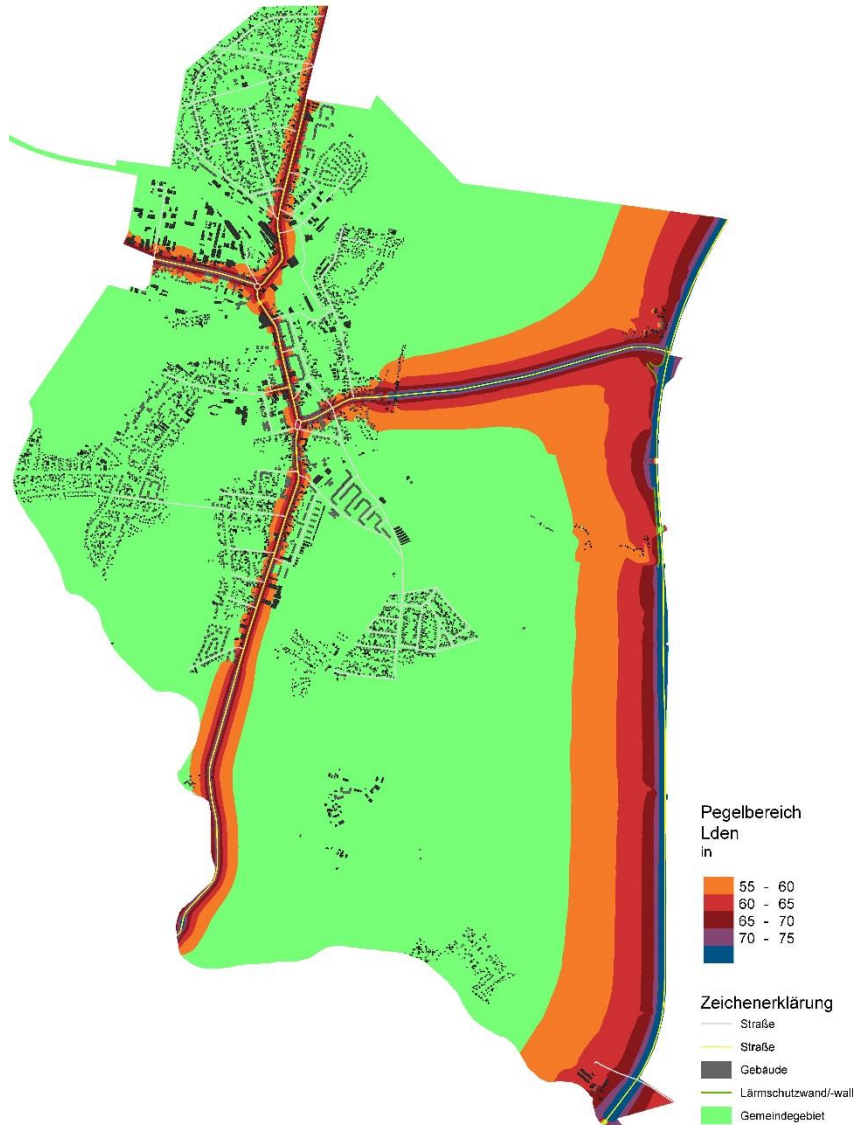 Pegelbereich
Lden
in
55 - 60
60 - 65
65 - 70
70 - 75
Zeichenerklärung
Straße
Straße
Gebäude
Lärmschutzwand/-wall
Gemeindegebiet